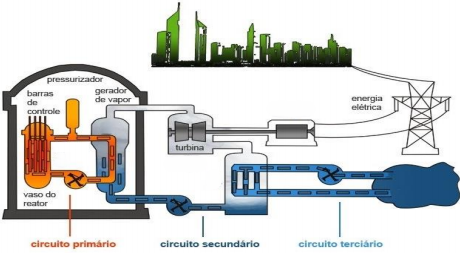 pressurizador
barras
de
controle
gerador
de vapor
vaso do
reator
turbina
energia
elétrica
circuito primário
circuito secundário
circuito terciário